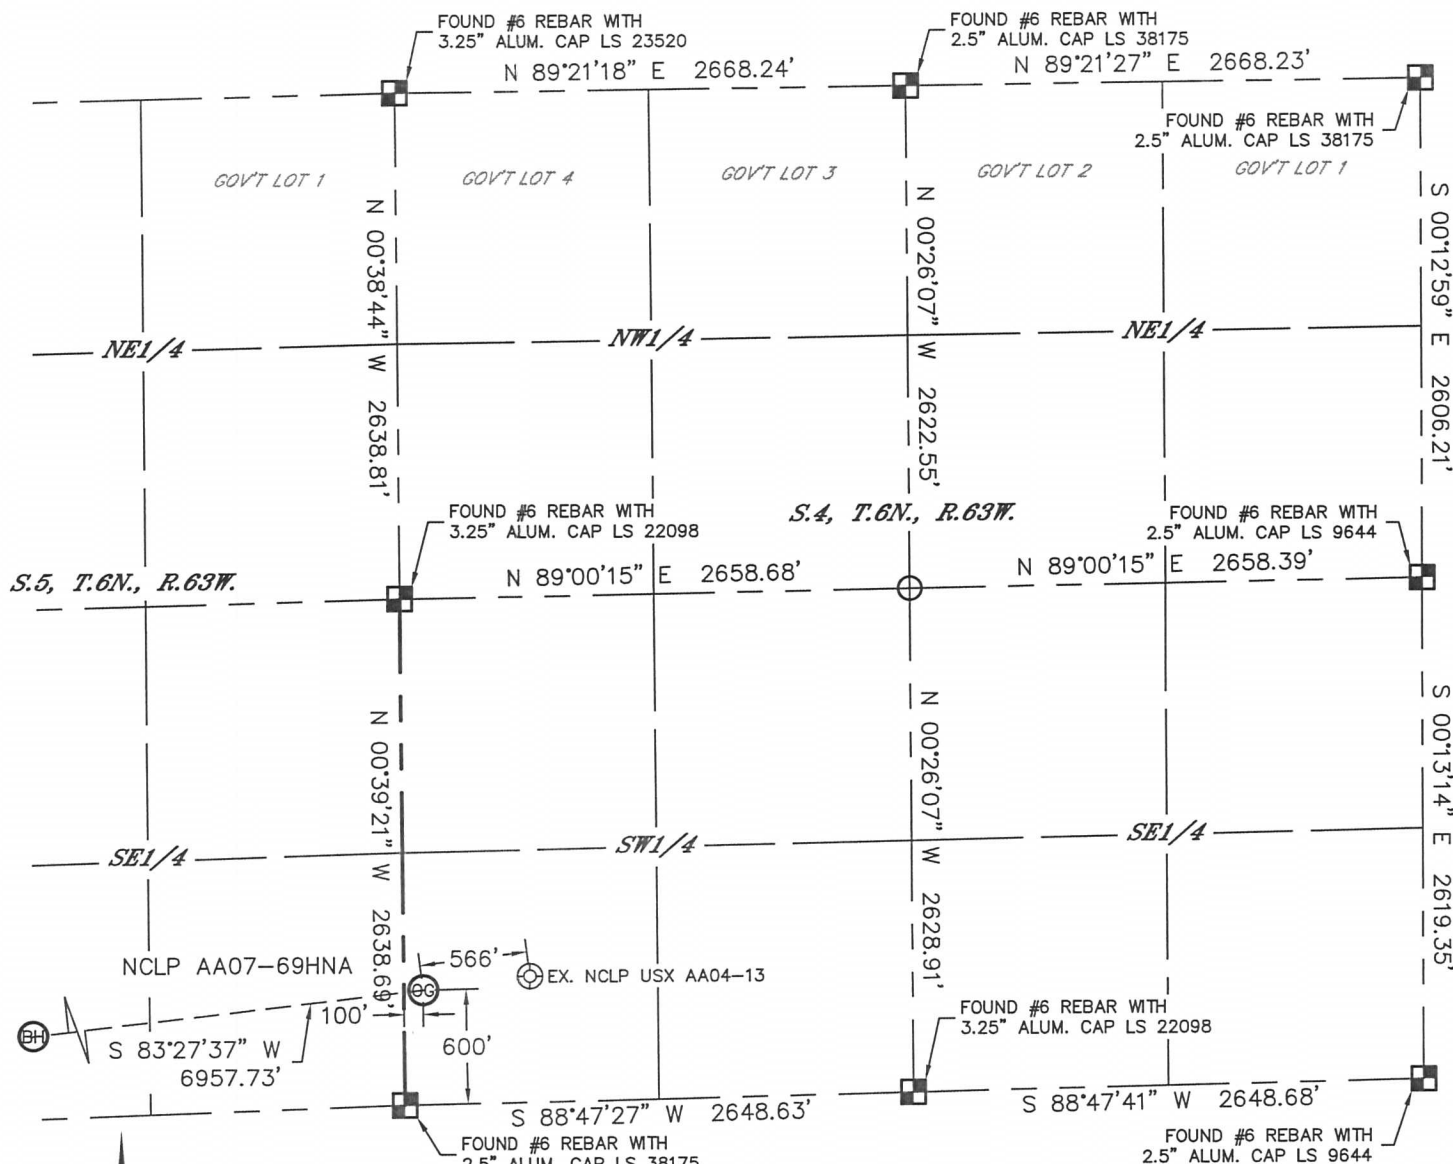 FOUND #6 REBAR WITH
3.25" ALUM. CAP LS 23520
FOUND #6 REBAR WITH
2.5" ALUM. CAP LS 38175
N 89°21'18" E 2668.24'
N 89°21'27" E 2668.23'
FOUND #6 REBAR WITH
2.5" ALUM. CAP LS 38175
GOV'T LOT 1
GOV'T LOT 4
GOV'T LOT 3
GOV'T LOT 2
GOV'T LOT 1
N 00°38'44" W 2638.81'
N 00°26'07" W 2622.55'
S 00°12'59" E 2606.21'
NE1/4
NW1/4
NE1/4
FOUND #6 REBAR WITH
3.25" ALUM. CAP LS 22098
S.4, T.6N., R.63W.
FOUND #6 REBAR WITH
2.5" ALUM. CAP LS 9644
S.5, T.6N., R.63W.
N 89°00'15" E 2658.68'
N 89°00'15" E 2658.39'
N 00°39'21" W 2638.69'
N 00°26'07" W 2628.91'
S 00°13'14" E 2619.35'
SE1/4
SW1/4
SE1/4
NCLP AA07-69HNA
566'
EX. NCLP USX AA04-13
OG
BH
100'
600'
S 83°27'37" W
6957.73'
FOUND #6 REBAR WITH
3.25" ALUM. CAP LS 22098
S 88°47'27" W 2648.63'
S 88°47'41" W 2648.68'
FOUND #6 REBAR WITH
2.5" ALUM. CAP LS 38175
FOUND #6 REBAR WITH
2.5" ALUM. CAP LS 9644